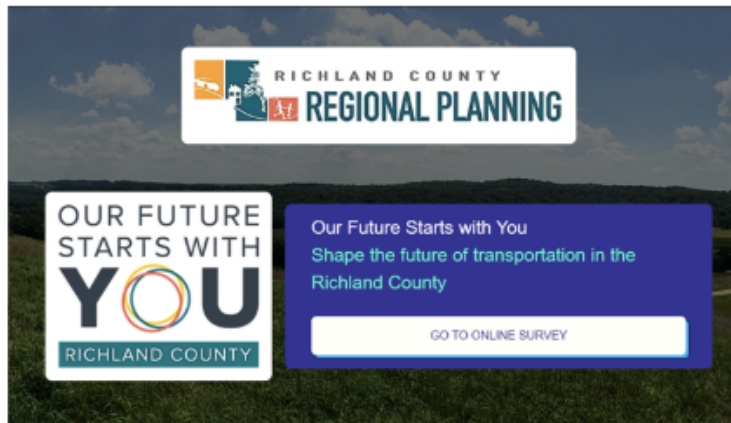 RICHLAND COUNTY
REGIONAL PLANNING
OUR FUTURE
STARTS WITH
YOU
RICHLAND COUNTY
Our Future Starts with You
Shape the future of transportation in the
Richland County
GO TO ONLINE SURVEY